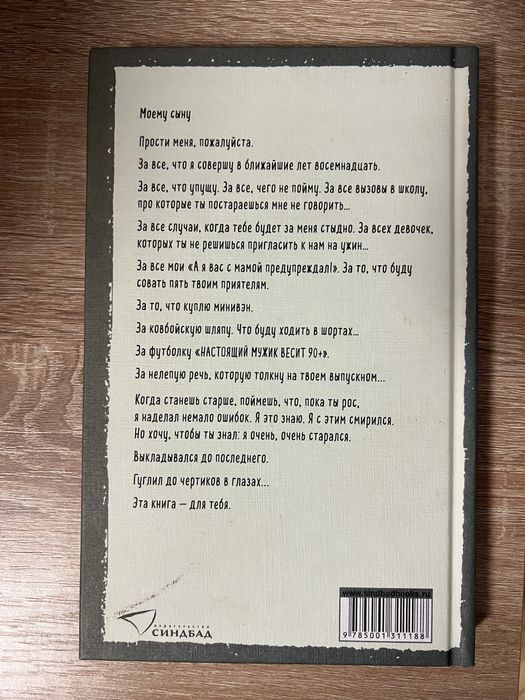 Моему сыну
Прости меня, пожалуйста.
За все, что я совершу в ближайшие лет восемнадцать.
За все, что упущу. За все, чего не пойму. За все вызовы в школу,
про которые ты постараешься мне не говорить...
За все случаи, когда тебе будет за меня стыдно. За всех девочек,
которых ты не решишься пригласить к нам на ужин...
За все мои «А я вас с мамой предупреждал!». За то, что буду
совать пять твоим приятелям.
За то, что куплю минивэн.
За ковбойскую шляпу. Что буду ходить в шортах...
За футболку «НАСТОЯЩИЙ МУЖИК ВЕСИТ 90+».
За нелепую речь, которую толкну на твоем выпускном...
Когда станешь старше, поймешь, что, пока ты рос,
я наделал немало ошибок. Я это знаю. Я с этим смирился.
Но хочу, чтобы ты знал: я очень, очень старался.
Выкладывался до последнего.
Гуглил до чертиков в глазах...
Эта книга – для тебя.
ИЗДАТЕЛЬСТВО
СИНДБАД
www.sindbadbooks.ru
9 785001 311188